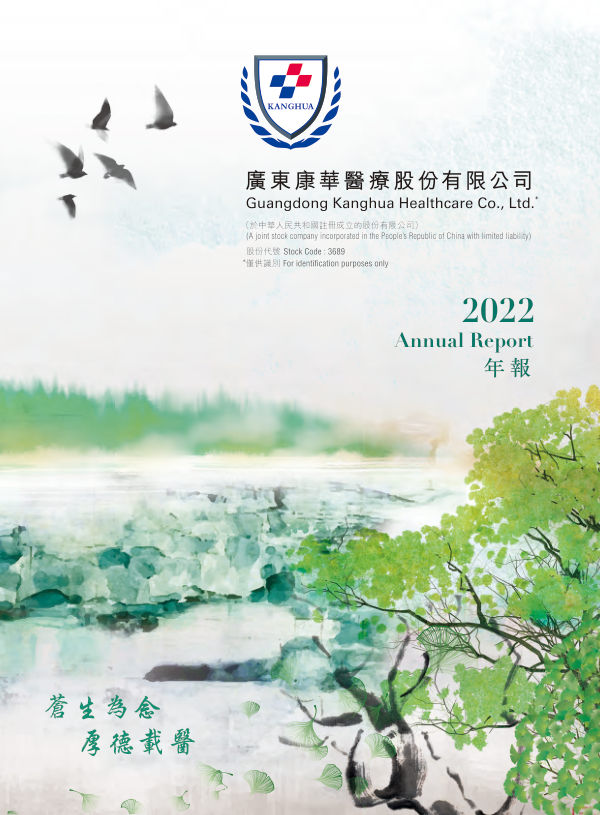 KANGHUA
廣東康華醫療股份有限公司
Guangdong Kanghua Healthcare Co., Ltd.*
（於中華人民共和國註冊成立的股份有限公司）
(A joint stock company incorporated in the People's Republic of China with limited liability)
股份代號 Stock Code : 3689
*僅供識別 For identification purposes only
2022
Annual Report
年報
蒼生為念
厚德載醫